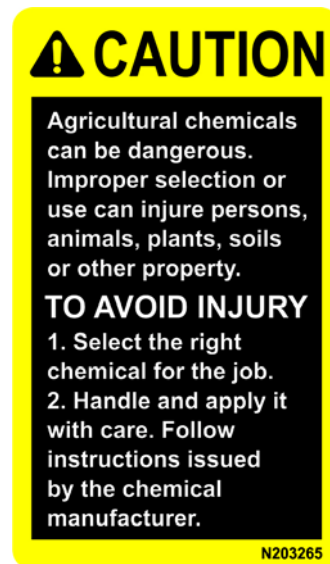 CAUTION
Agricultural chemicals
can be dangerous.
Improper selection or
use can injure persons,
animals, plants, soils
or other property.
TO AVOID INJURY
1. Select the right
chemical for the job.
2. Handle and apply it
with care. Follow
instructions issued
by the chemical
manufacturer.
N203265